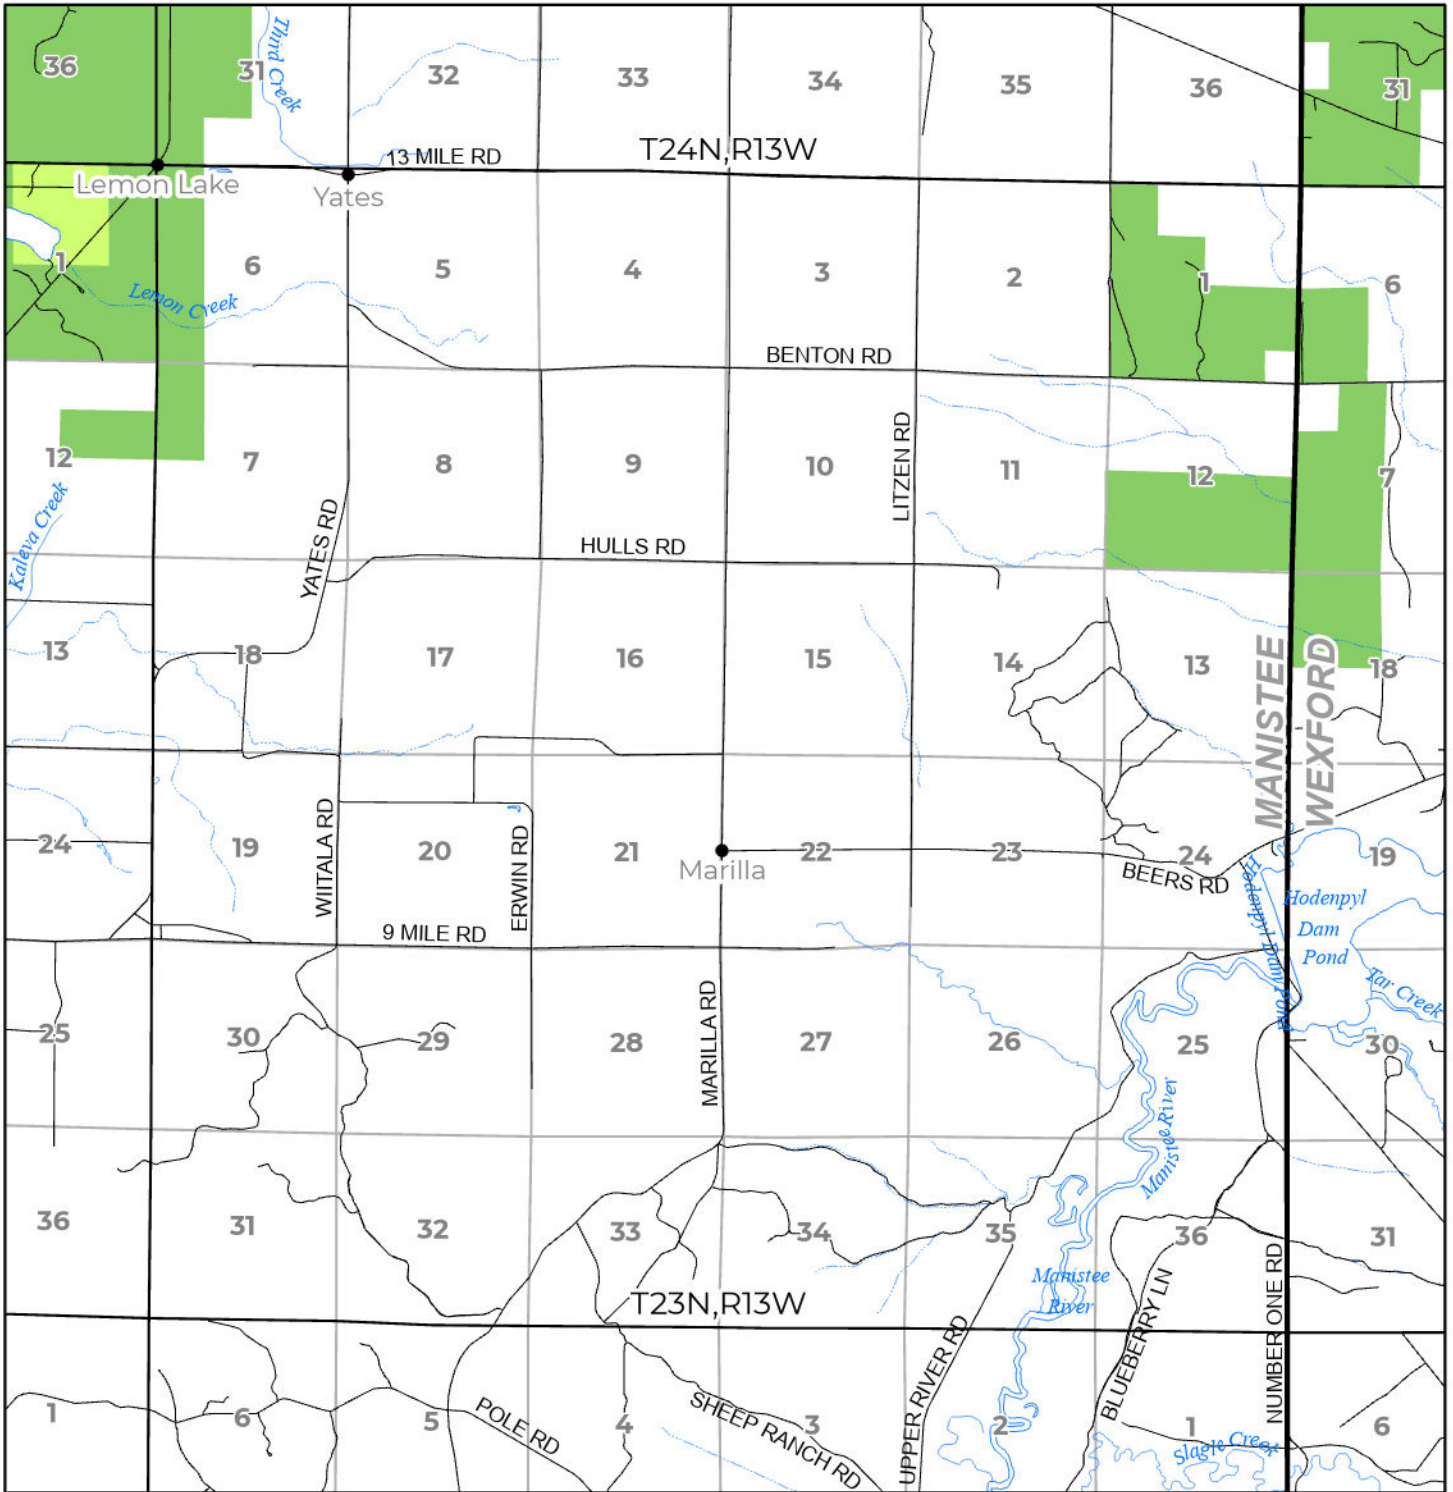 36
31
Third Creek
32
33
34
35
36
31
13 MILE RD
T24N,R13W
Lemon Lake
Yates
1
6
5
4
3
2
1
6
Lemon Creek
BENTON RD
12
7
8
9
10
LITZEN RD
11
12
7
Kaleva Creek
YATES RD
HULLS RD
13
18
17
16
15
14
13
18
MANISTEE
WEXFORD
24
19
WIITALA RD
20
ERWIN RD
21
Marilla
22
23
24
BEERS RD
19
Hodenpyl Dam Pond
Hodenpyl
Dam
Pond
9 MILE RD
Tar Creek
25
30
29
28
MARILLA RD
27
26
25
30
Manistee River
36
31
32
33
34
35
36
31
Manistee
River
T23N,R13W
BLUEBERRY LN
NUMBER ONE RD
1
6
5
POLE RD
4
SHEEP RANCH RD
3
UPPER RIVER RD
2
1
6
Slagle Creek